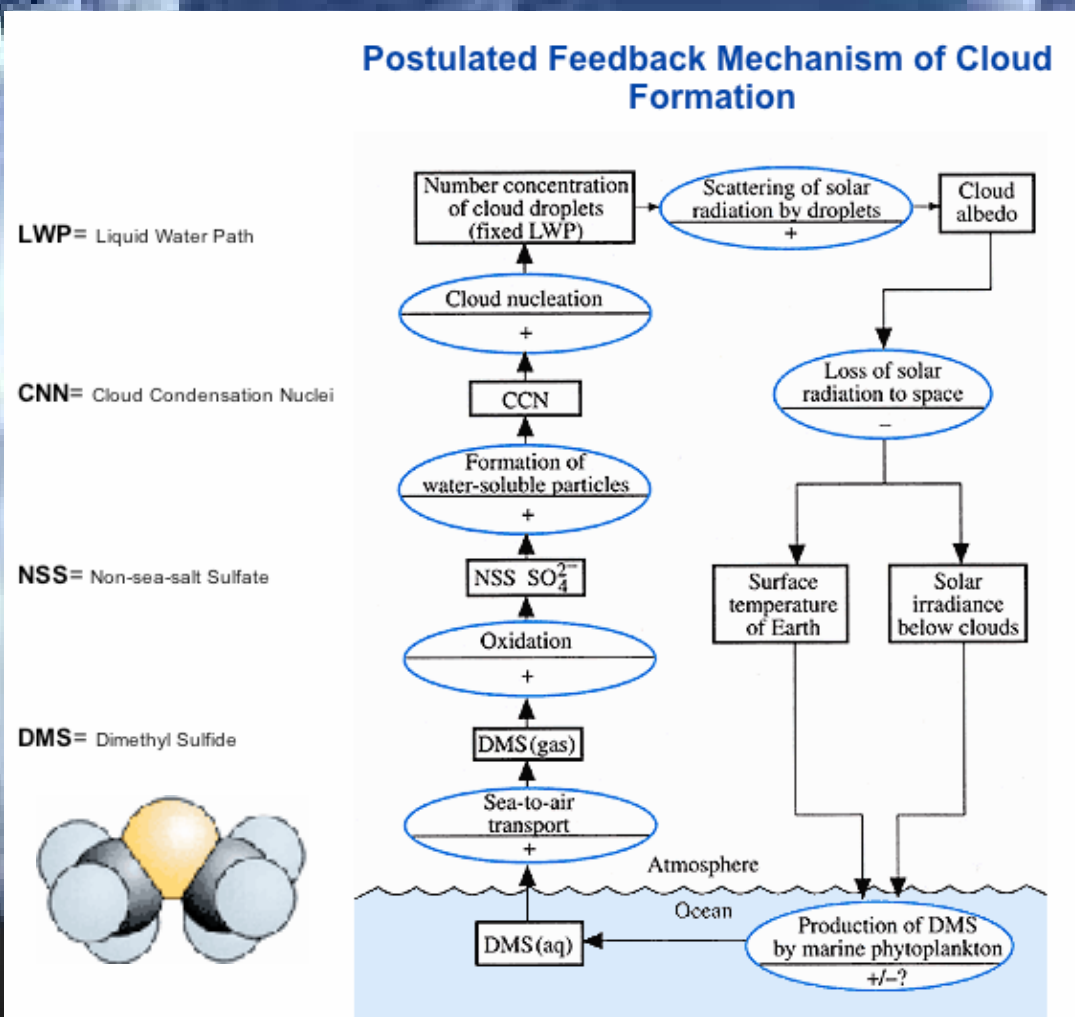 Postulated Feedback Mechanism of Cloud
Formation
LWP= Liquid Water Path
CNN= Cloud Condensation Nuclei
NSS= Non-sea-salt Sulfate
DMS= Dimethyl Sulfide
Number concentration
of cloud droplets
(fixed LWP)
Scattering of solar
radiation by droplets
+
Cloud
albedo
Cloud nucleation
+
Loss of solar
radiation to space
–
CCN
Formation of
water-soluble particles
+
NSS SO₄²⁻
Surface
temperature
of Earth
Solar
irradiance
below clouds
Oxidation
+
DMS(gas)
Sea-to-air
transport
+
Atmosphere
Ocean
DMS(aq)
Production of DMS
by marine phytoplankton
+/–?